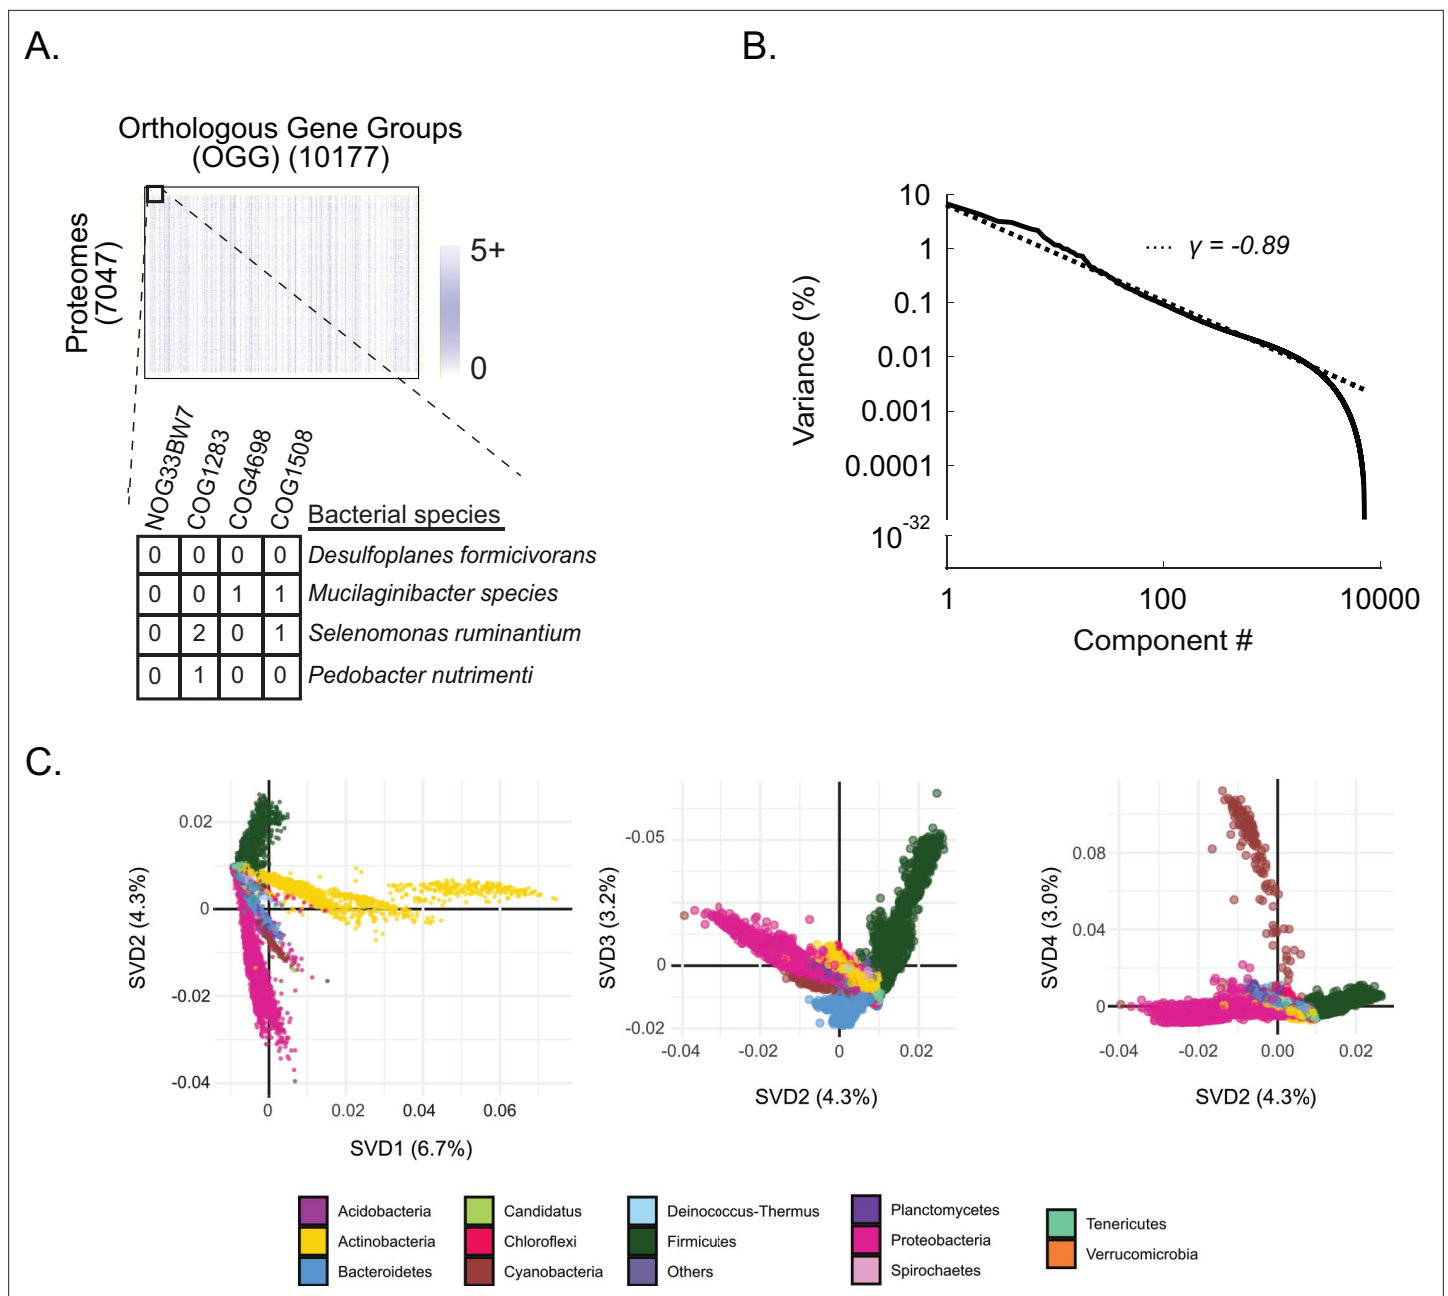 A.
Orthologous Gene Groups
(OGG) (10177)
Proteomes
(7047)
5+
0
NOG33BW7
COG1283
COG4698
COG1508
Bacterial species
0 0 0 0 Desulfoplanes formicivorans
0 0 1 1 Mucilaginibacter species
0 2 0 1 Selenomonas ruminantium
0 1 0 0 Pedobacter nutrimenti
B.
10
1
0.1
0.01
0.001
0.0001
10-32
Variance (%)
γ = -0.89
1 100 10000
Component #
C.
0.02
0
-0.02
-0.04
SVD2 (4.3%)
0 0.02 0.04 0.06
SVD1 (6.7%)
-0.05
0
-0.02
SVD3 (3.2%)
-0.04 -0.02 0 0.02
SVD2 (4.3%)
0.08
0.04
0
SVD4 (3.0%)
-0.04 -0.02 0.00 0.02
SVD2 (4.3%)
Acidobacteria
Actinobacteria
Bacteroidetes
Candidatus
Chloroflexi
Cyanobacteria
Deinococcus-Thermus
Firmicutes
Others
Planctomycetes
Proteobacteria
Spirochaetes
Tenericutes
Verrucomicrobia